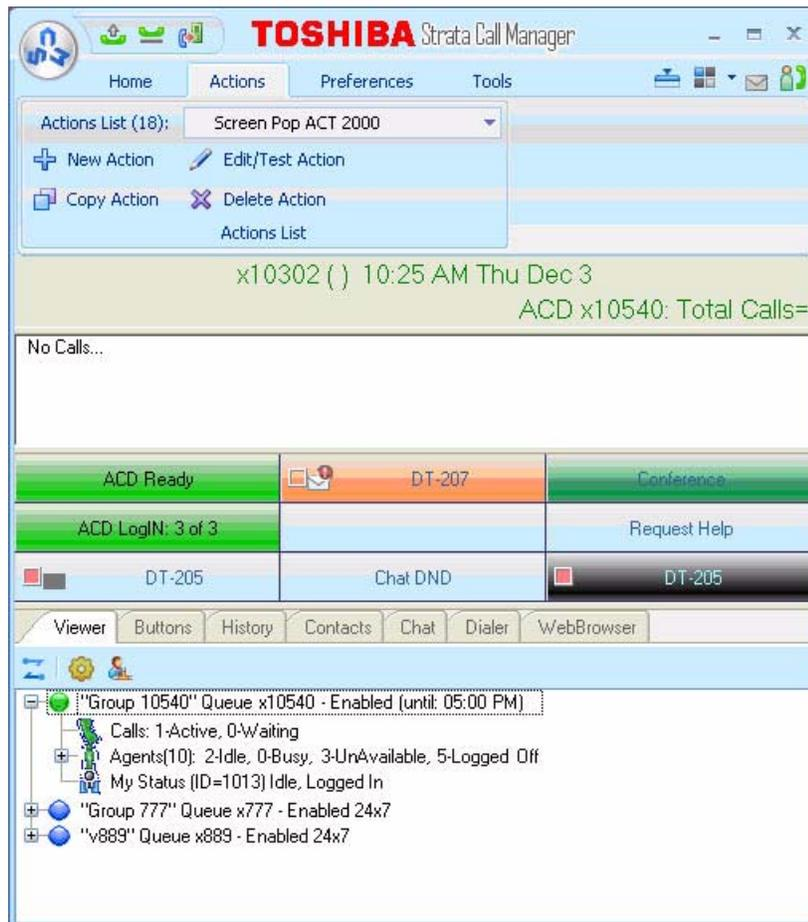 TOSHIBA Strata Call Manager
Home Actions Preferences Tools
Actions List (18): Screen Pop ACT 2000
New Action Edit/Test Action
Copy Action Delete Action
Actions List
x10302 ( ) 10:25 AM Thu Dec 3
ACD x10540: Total Calls=
No Calls...
ACD Ready DT-207 Conference
ACD LogIN: 3 of 3 Request Help
DT-205 Chat DND DT-205
Viewer Buttons History Contacts Chat Dialer WebBrowser
"Group 10540" Queue x10540 - Enabled (until: 05:00 PM)
Calls: 1-Active, 0-Waiting
Agents(10): 2-Idle, 0-Busy, 3-UnAvailable, 5-Logged Off
My Status (ID=1013) Idle, Logged In
"Group 777" Queue x777 - Enabled 24x7
"v889" Queue x889 - Enabled 24x7